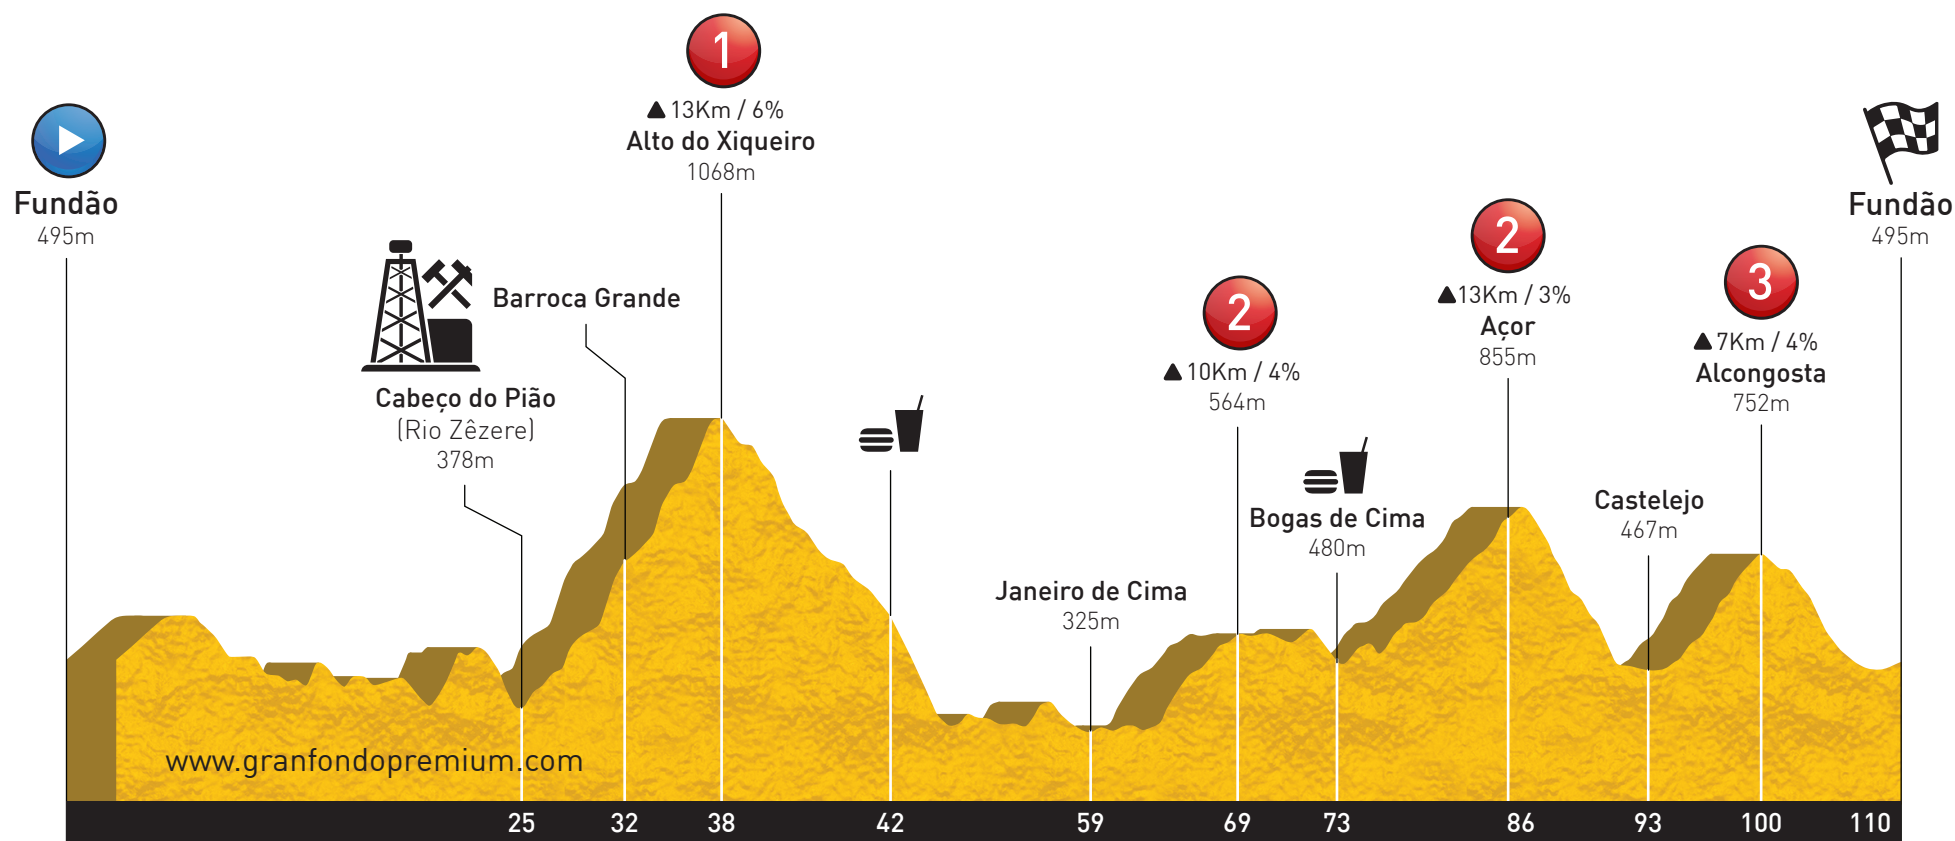 Fundão
495m
Cabeço do Pião
(Rio Zêzere)
378m
Barroca Grande
1
▲ 13Km / 6%
Alto do Xiqueiro
1068m
Janeiro de Cima
325m
2
▲ 10Km / 4%
564m
Bogas de Cima
480m
2
▲ 13Km / 3%
Açor
855m
Castelejo
467m
3
▲ 7Km / 4%
Alcongosta
752m
Fundão
495m
www.granfondopremium.com
25 32 38 42 59 69 73 86 93 100 110